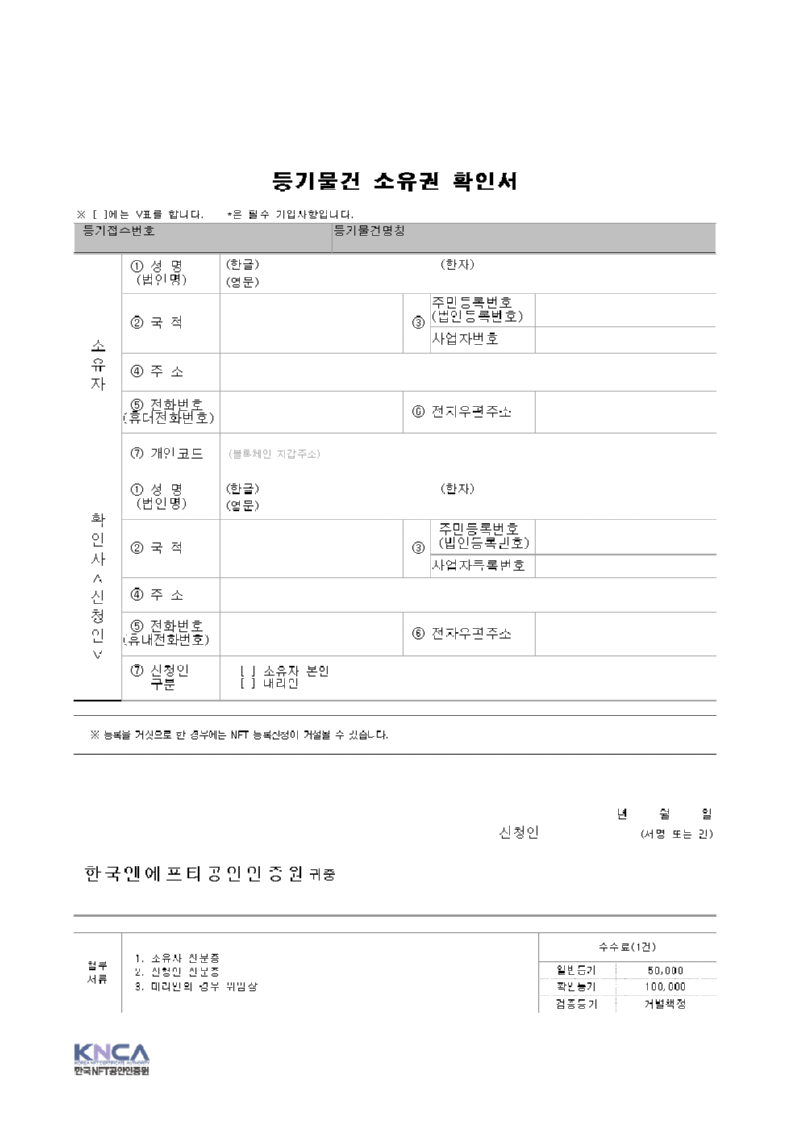 등기물건 소유권 확인서
※ [ ]에는 V표를 합니다. *은 필수 기입사항입니다.
등기접수번호 등기물건명칭
소유자
① 성 명 (한글) (한자)
(법인명) (영문)
② 국 적 ③ 주민등록번호
(법인등록번호)
사업자번호
④ 주 소
⑤ 전화번호 ⑥ 전자우편주소
(휴대전화번호)
⑦ 개인코드 (블록체인 지갑주소)
확인사<신청인>
① 성 명 (한글) (한자)
(법인명) (영문)
② 국 적 ③ 주민등록번호
(법인등록번호)
사업자등록번호
④ 주 소
⑤ 전화번호 ⑥ 전자우편주소
(휴대전화번호)
⑦ 신청인 [ ] 소유자 본인
구분 [ ] 대리인
※ 등록을 거짓으로 한 경우에는 NFT 등록신청이 거절될 수 있습니다.
년 월 일
신청인 (서명 또는 인)
한국엔에프티공인인증원 귀중
첨부
서류
1. 소유자 신분증
2. 신청인 신분증
3. 대리인의 경우 위임장
수수료(1건)
일반등기 50,000
확인등기 100,000
검증등기 개별책정
KNCA
KOREA NFT CERTIFICATE AUTHORITY
한국NFT공인인증원